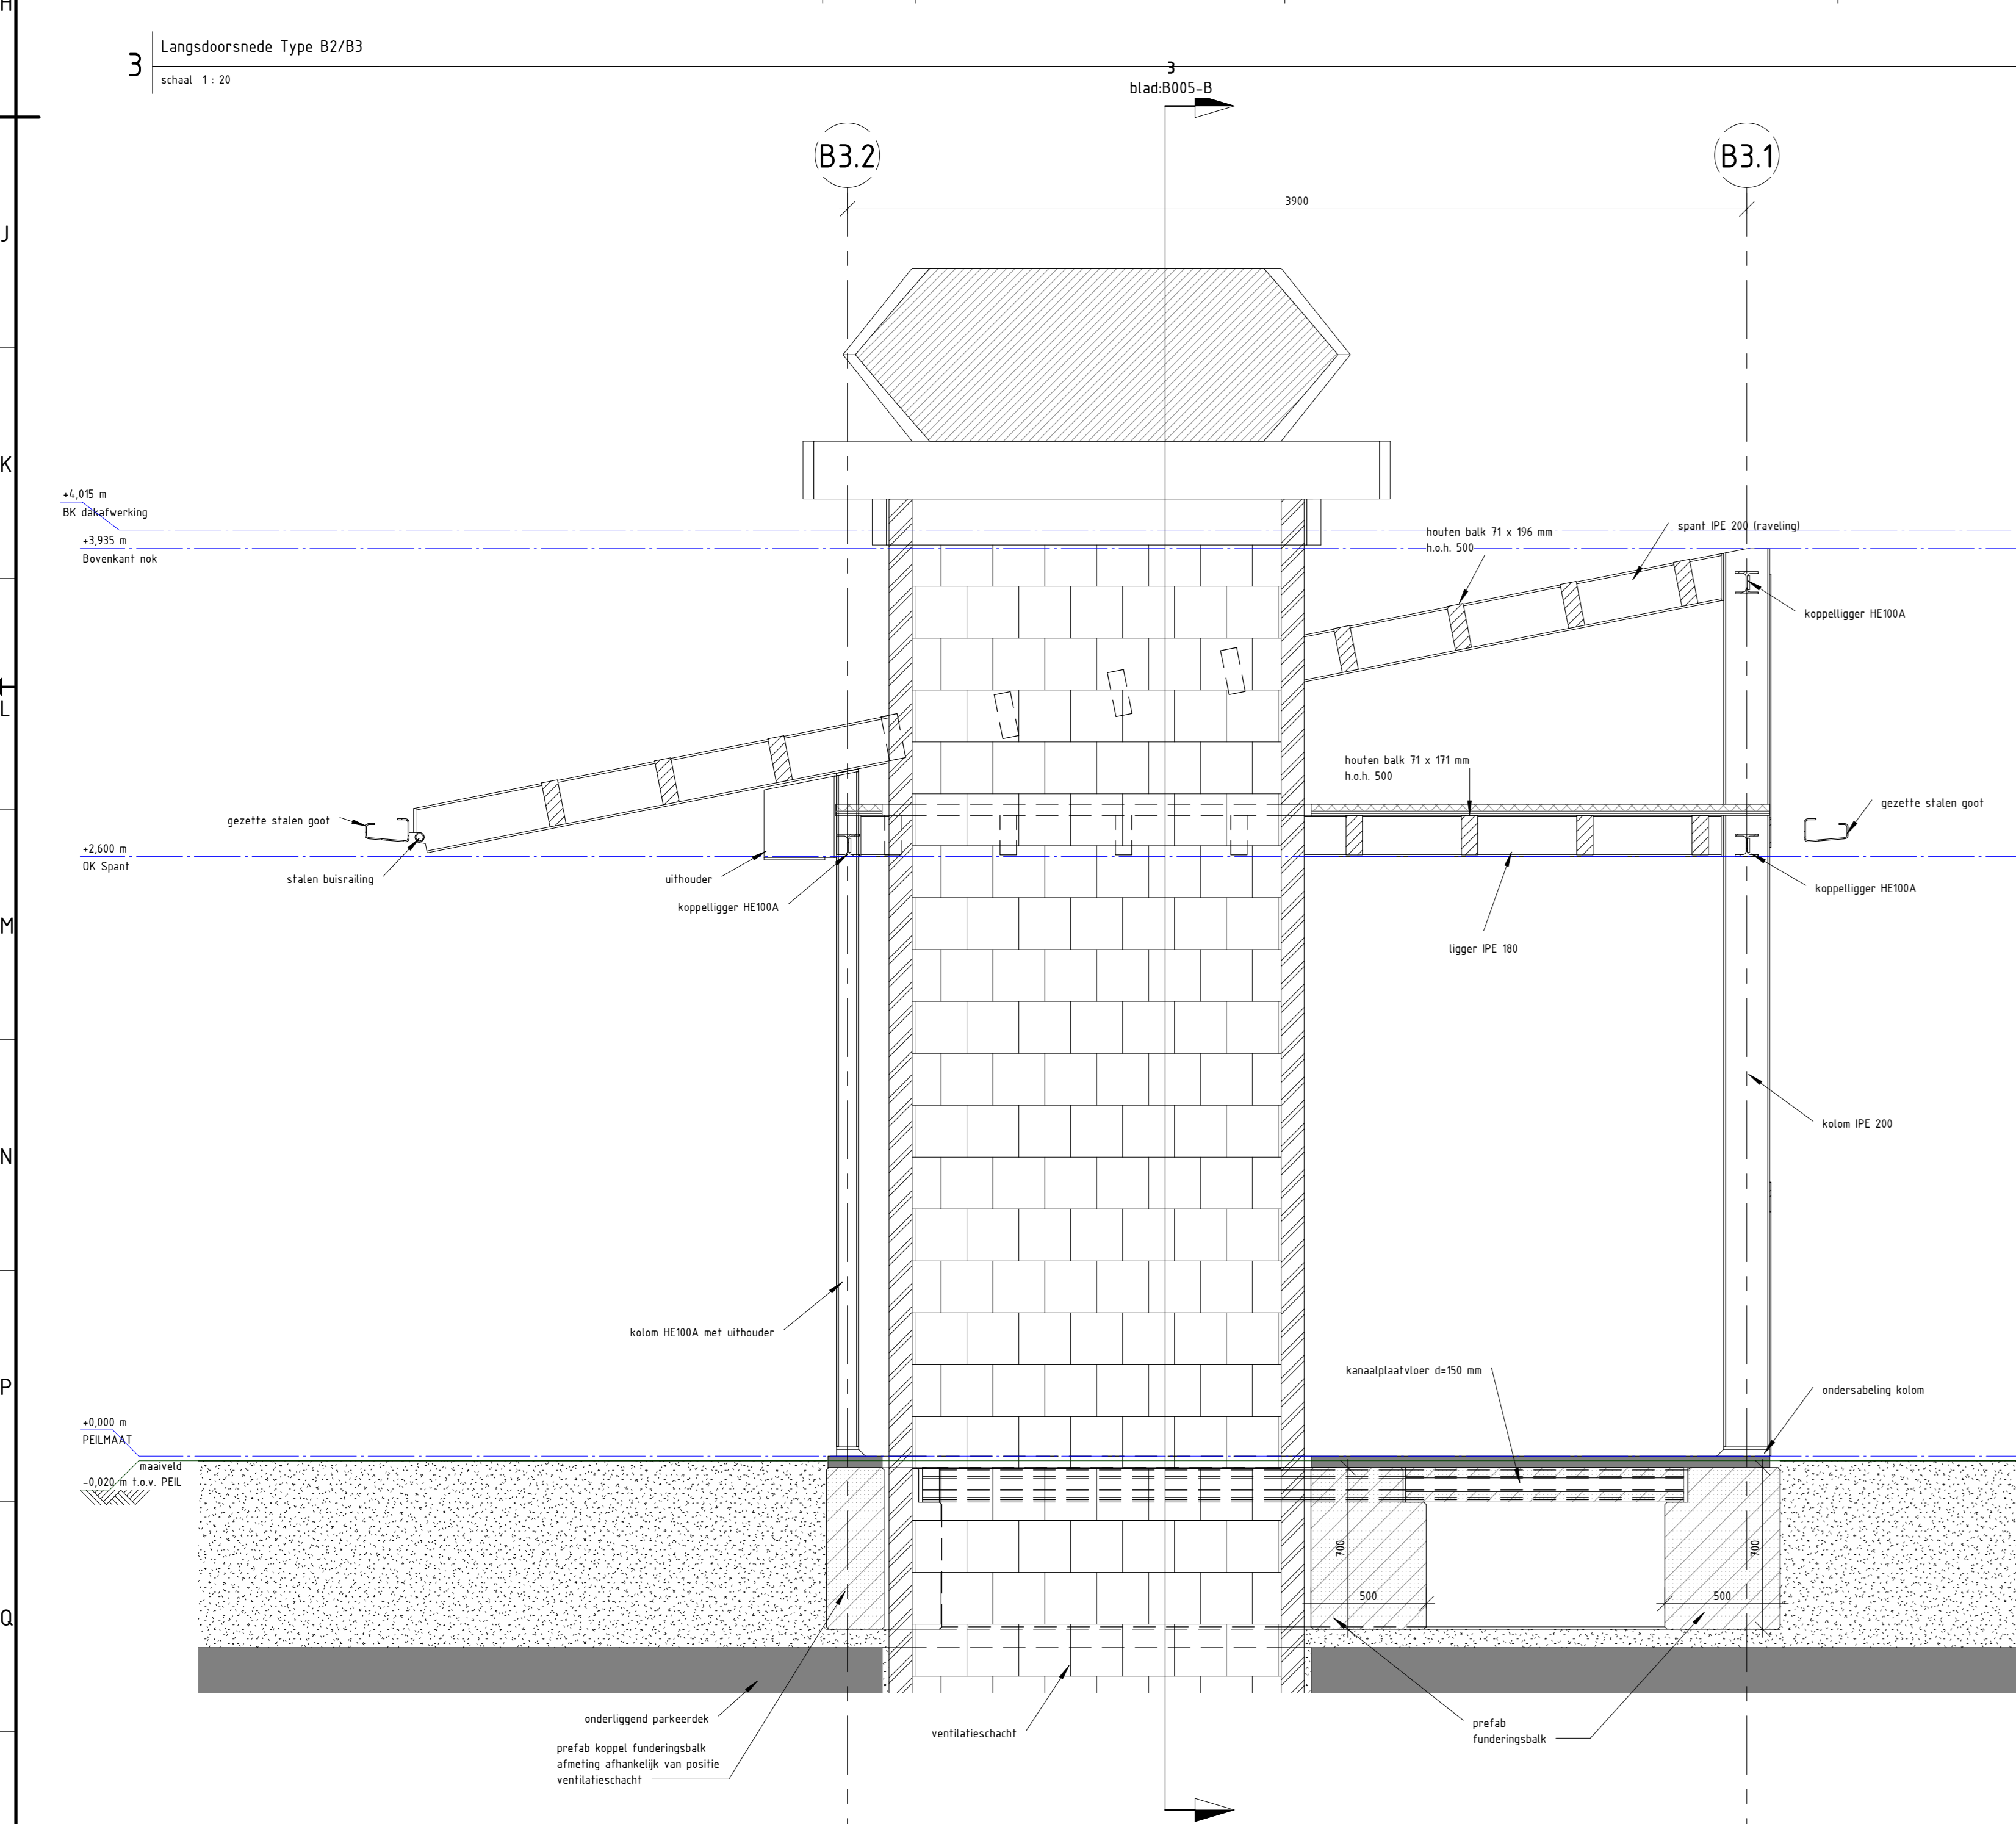 H
3
Langsdoorsnede Type B2/B3
schaal 1 : 20
3
blad:B005-B
B3.2
B3.1
3900
J
K
+4,015 m
BK dakafwerking
+3,935 m
Bovenkant nok
houten balk 71 x 196 mm
h.o.h. 500
spant IPE 200 (raveling)
koppelligger HE100A
L
houten balk 71 x 171 mm
h.o.h. 500
gezette stalen goot
gezette stalen goot
+2,600 m
OK Spant
stalen buisrailing
uithouder
koppelligger HE100A
koppelligger HE100A
M
ligger IPE 180
kolom IPE 200
N
kolom HE100A met uithouder
kanaalplaatvloer d=150 mm
ondersabeling kolom
P
+0,000 m
PEILMAAT
maaiveld
-0,020 m t.o.v. PEIL
700
700
500
500
Q
onderliggend parkeerdek
ventilatieschacht
prefab
funderingsbalk
prefab koppel funderingsbalk
afmeting afhankelijk van positie
ventilatieschacht